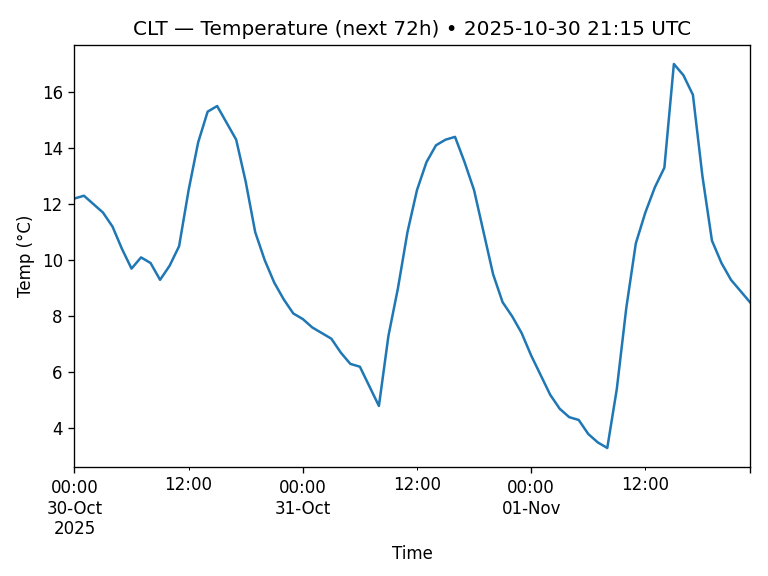 CLT — Temperature (next 72h) • 2025-10-30 21:15 UTC
Temp (°C)
16
14
12
10
8
6
4
00:00 12:00 00:00 12:00 00:00 12:00
30-Oct 31-Oct 01-Nov
2025
Time